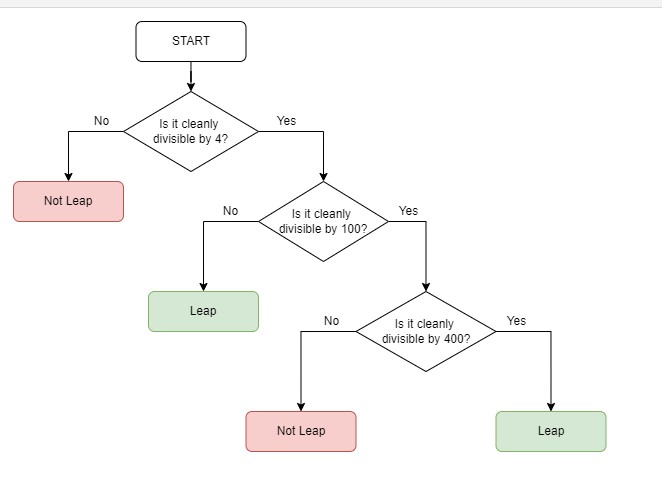 START
No
Yes
Is it cleanly
divisible by 4?
Not Leap
No
Yes
Is it cleanly
divisible by 100?
Leap
No
Yes
Is it cleanly
divisible by 400?
Not Leap
Leap